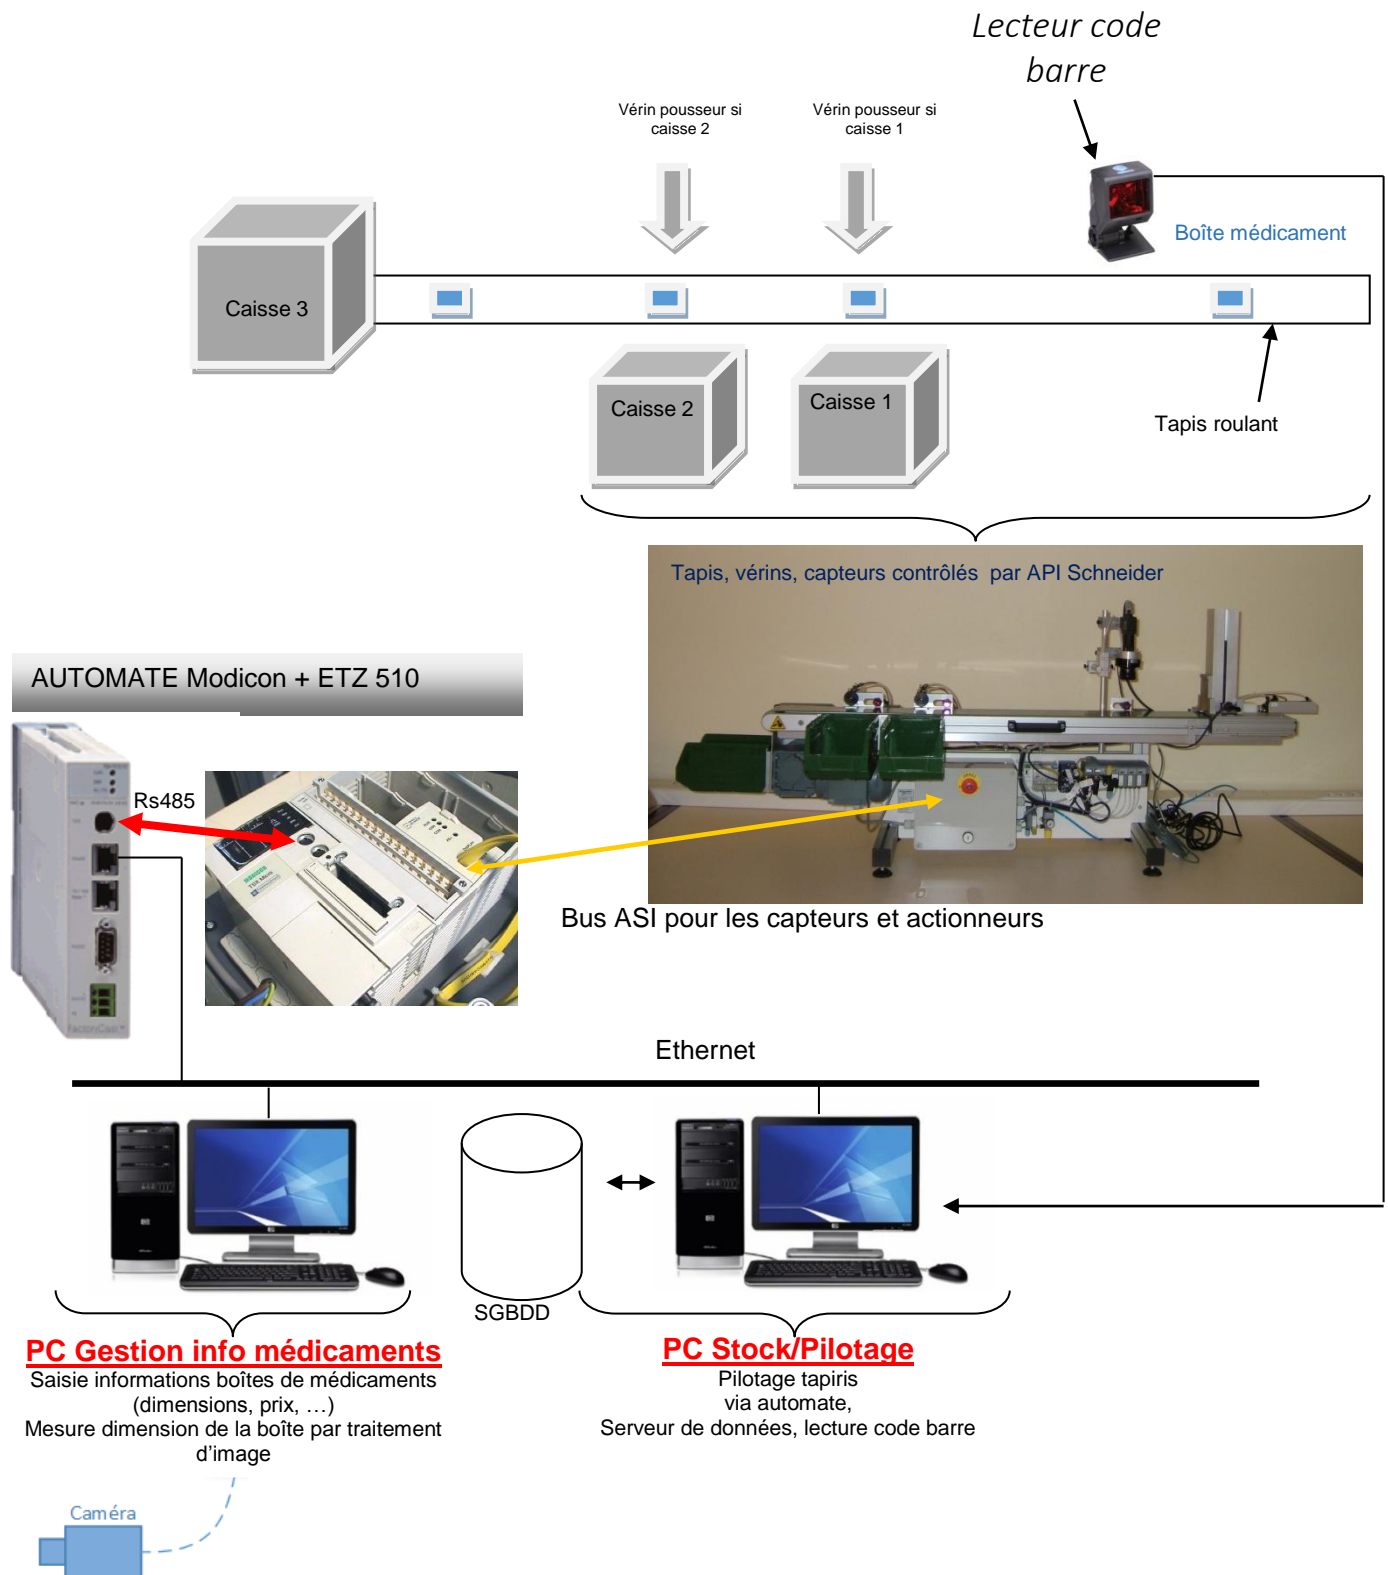 Lecteur code
barre
Vérin pousseur si
caisse 2
Vérin pousseur si
caisse 1
Boîte médicament
Caisse 3
Caisse 2
Caisse 1
Tapis roulant
Tapis, vérins, capteurs contrôlés par API Schneider
AUTOMATE Modicon + ETZ 510
Rs485
Bus ASI pour les capteurs et actionneurs
Ethernet
SGBDD
PC Gestion info médicaments
Saisie informations boîtes de médicaments
(dimensions, prix, …)
Mesure dimension de la boîte par traitement
d’image
PC Stock/Pilotage
Pilotage tapiris
via automate,
Serveur de données, lecture code barre
Caméra